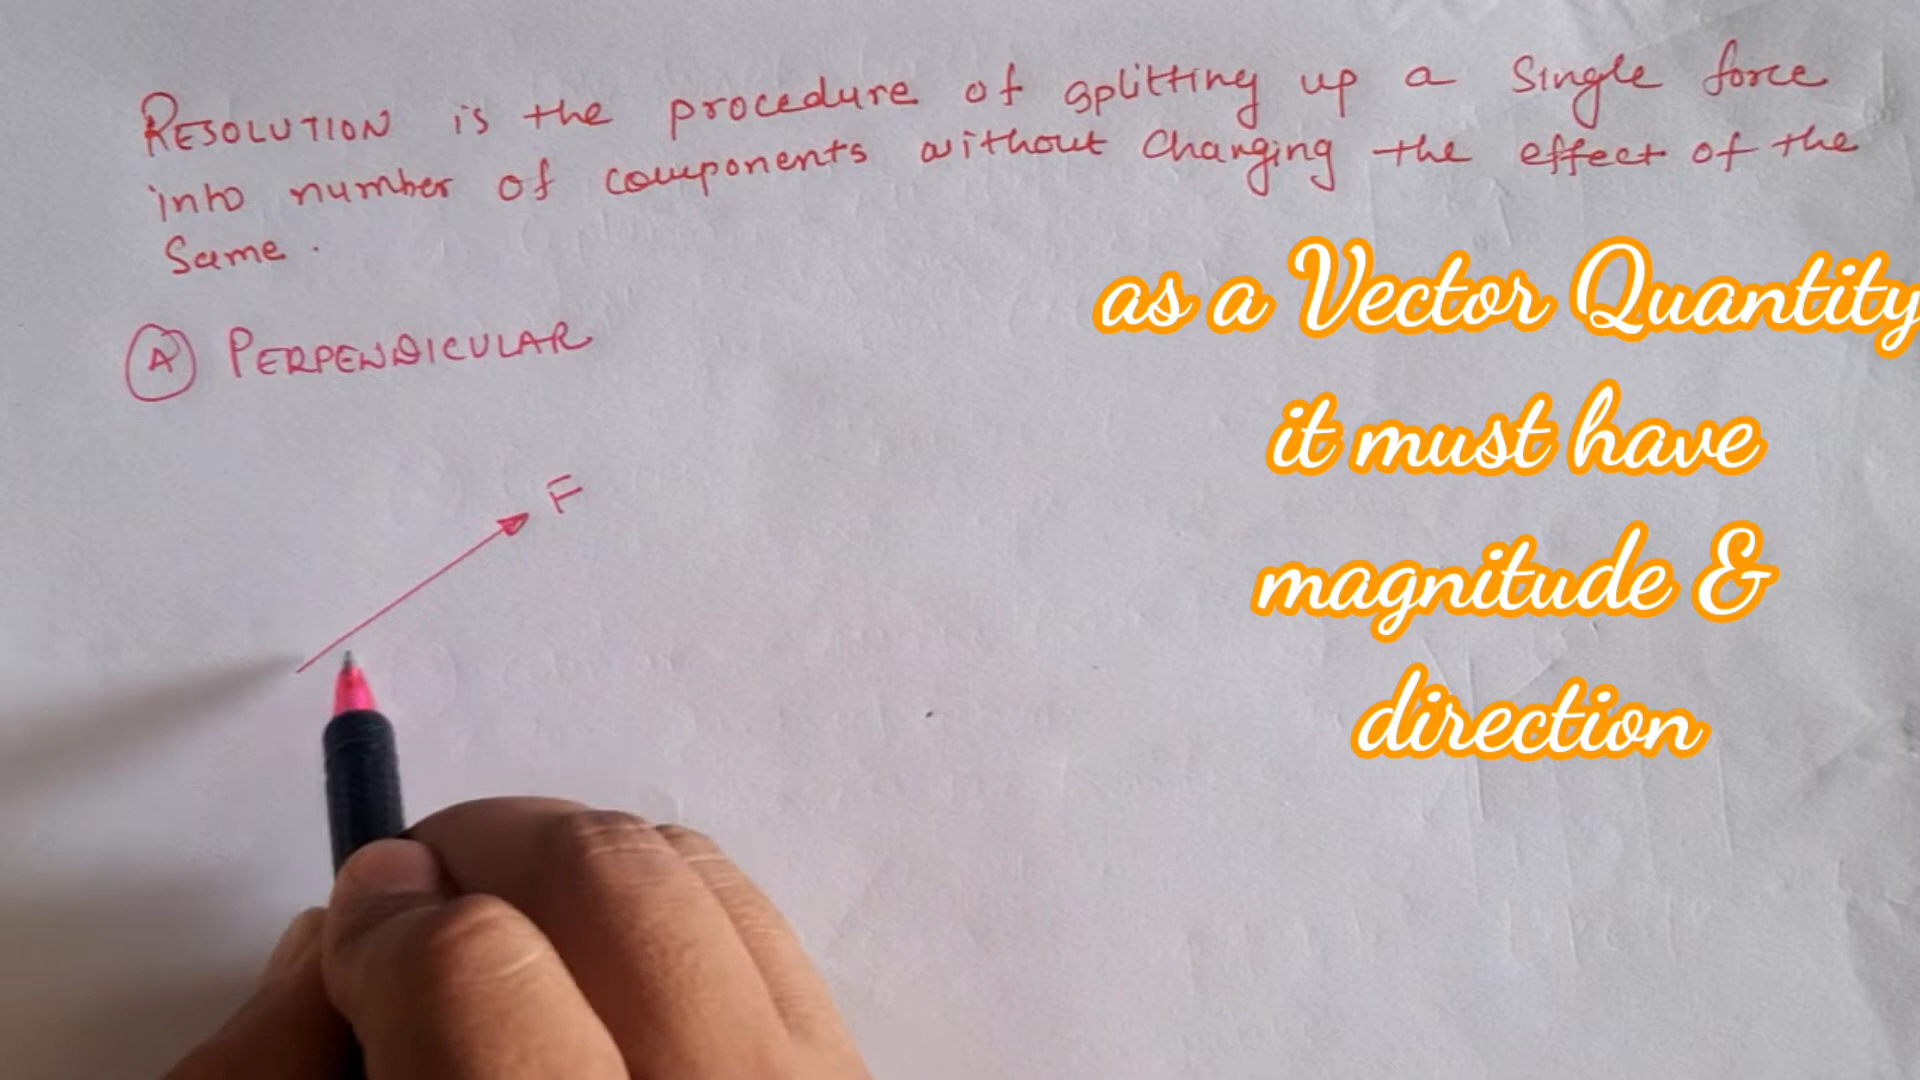 RESOLUTION is the procedure of splitting up a single force
into number of components without changing the effect of the
Same.
as a Vector Quantity
it must have
magnitude &
direction
A PERPENDICULAR
F